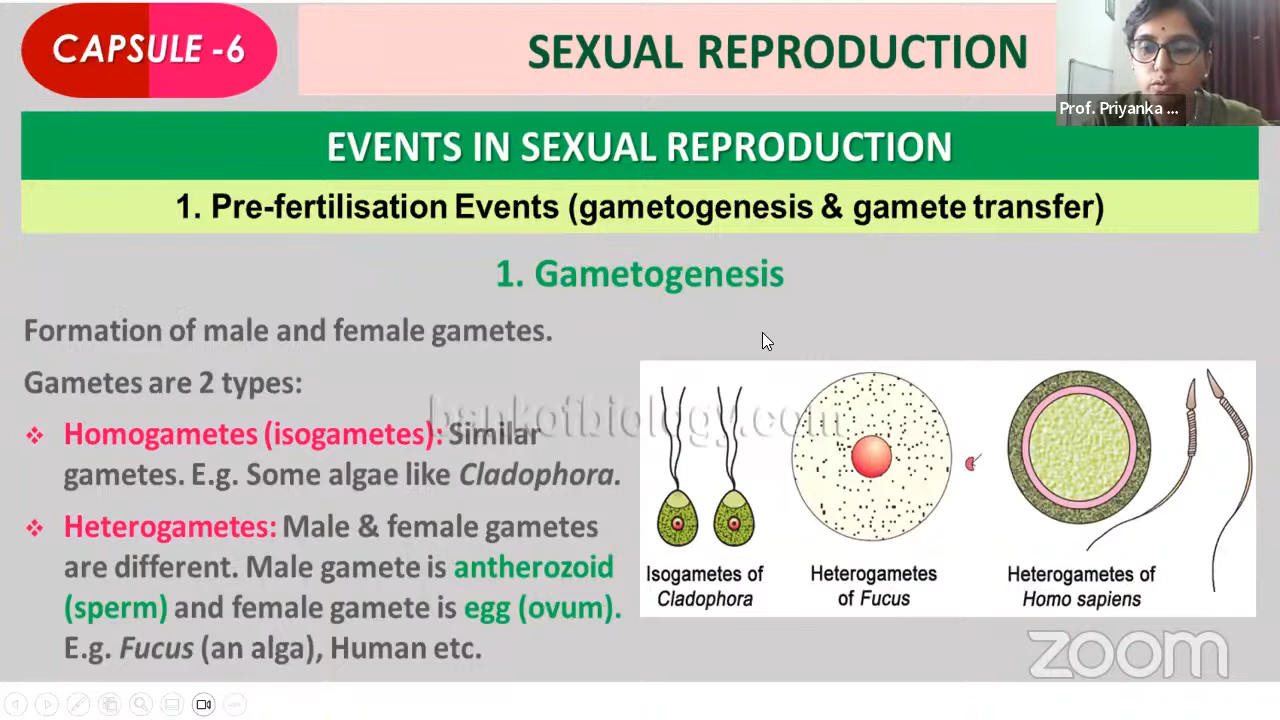 CAPSULE -6
SEXUAL REPRODUCTION
Prof. Priyanka ...
EVENTS IN SEXUAL REPRODUCTION
1. Pre-fertilisation Events (gametogenesis & gamete transfer)
1. Gametogenesis
Formation of male and female gametes.
Gametes are 2 types:
❖ Homogametes (isogametes): Similar
gametes. E.g. Some algae like Cladophora.
❖ Heterogametes: Male & female gametes
are different. Male gamete is antherozoid
(sperm) and female gamete is egg (ovum).
E.g. Fucus (an alga), Human etc.
bankofbiology.com
Isogametes of
Cladophora
Heterogametes
of Fucus
Heterogametes of
Homo sapiens
zoom